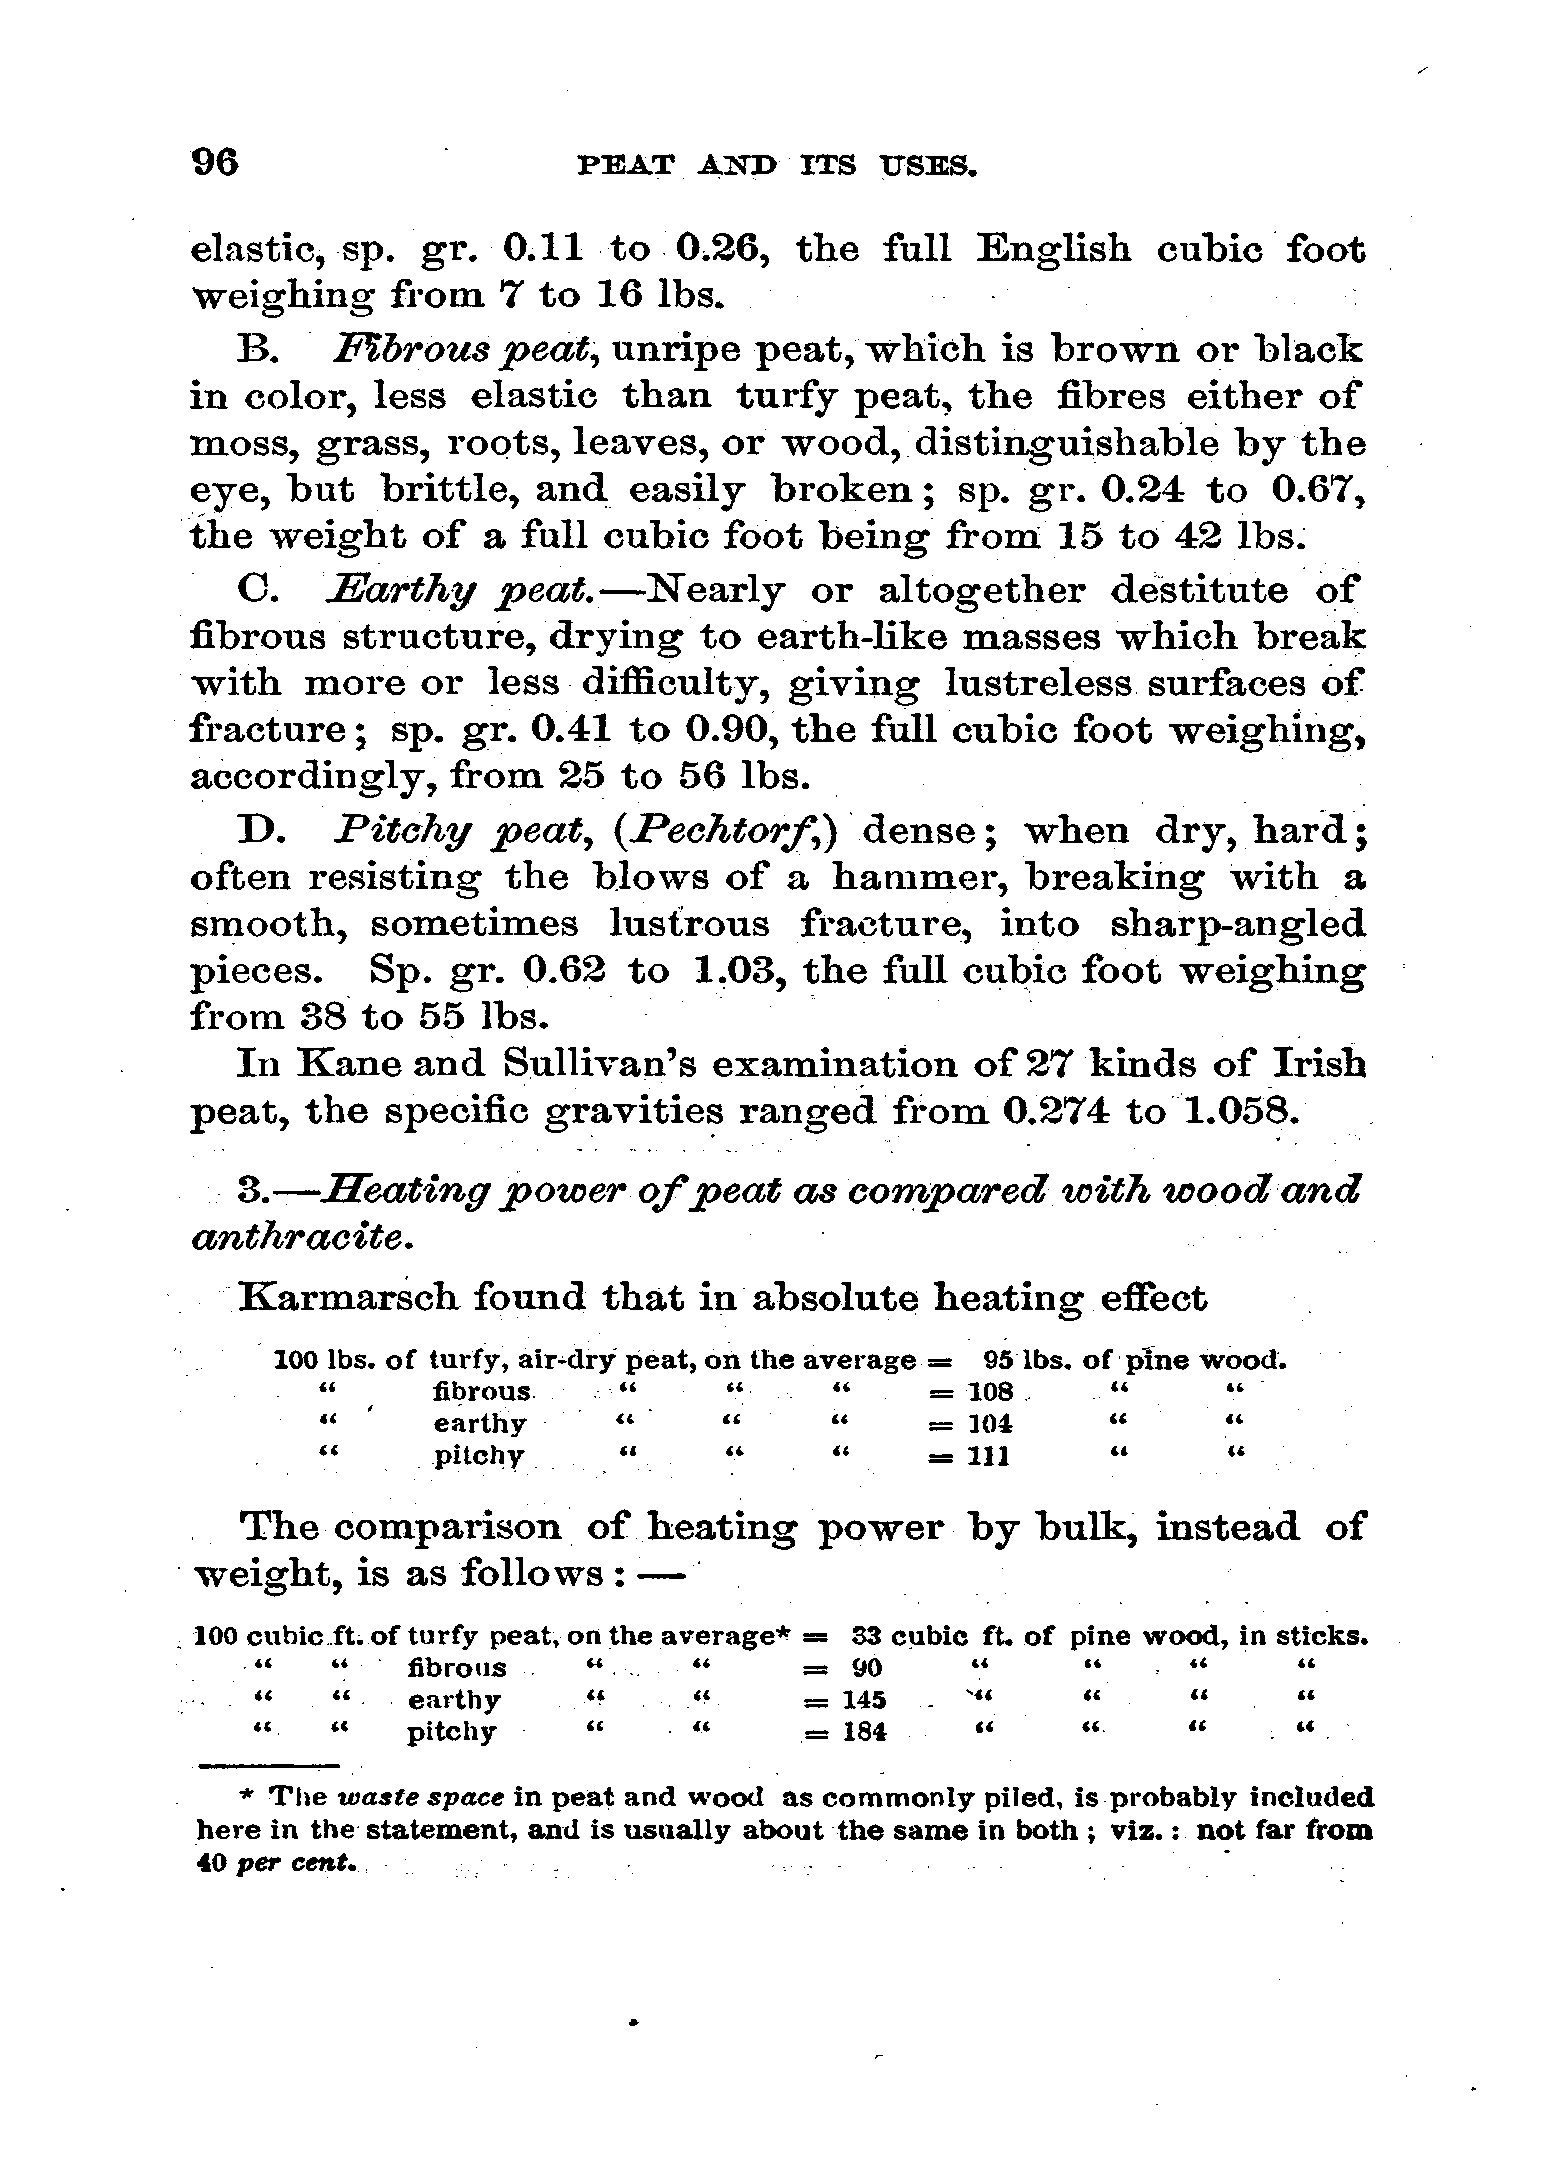 96 PEAT AND ITS USES.
elastic, sp. gr. 0.11 to 0.26, the full English cubic foot
weighing from 7 to 16 lbs.
B. Fibrous peat, unripe peat, which is brown or black
in color, less elastic than turfy peat, the fibres either of
moss, grass, roots, leaves, or wood, distinguishable by the
eye, but brittle, and easily broken; sp. gr. 0.24 to 0.67,
the weight of a full cubic foot being from 15 to 42 lbs.
C. Earthy peat.—Nearly or altogether destitute of
fibrous structure, drying to earth-like masses which break
with more or less difficulty, giving lustreless surfaces of
fracture; sp. gr. 0.41 to 0.90, the full cubic foot weighing,
accordingly, from 25 to 56 lbs.
D. Pitchy peat, (Pechtorf,) dense; when dry, hard;
often resisting the blows of a hammer, breaking with a
smooth, sometimes lustrous fracture, into sharp-angled
pieces. Sp. gr. 0.62 to 1.03, the full cubic foot weighing
from 38 to 55 lbs.
In Kane and Sullivan's examination of 27 kinds of Irish
peat, the specific gravities ranged from 0.274 to 1.058.
3.—Heating power of peat as compared with wood and
anthracite.
Karmarsch found that in absolute heating effect
100 lbs. of turfy, air-dry peat, on the average = 95 lbs. of pine wood.
“ fibrous “ “ “ = 108 “ “
“ earthy “ “ “ = 104 “ “
“ pitchy “ “ “ = 111 “ “
The comparison of heating power by bulk, instead of
weight, is as follows : —
100 cubic ft. of turfy peat, on the average* = 33 cubic ft. of pine wood, in sticks.
“ “ fibrous “ “ = 90 “ “ “ “
“ “ earthy “ “ = 145 “ “ “ “
“ “ pitchy “ “ = 184 “ “ “ “
* The waste space in peat and wood as commonly piled, is probably included
here in the statement, and is usually about the same in both ; viz. : not far from
40 per cent.